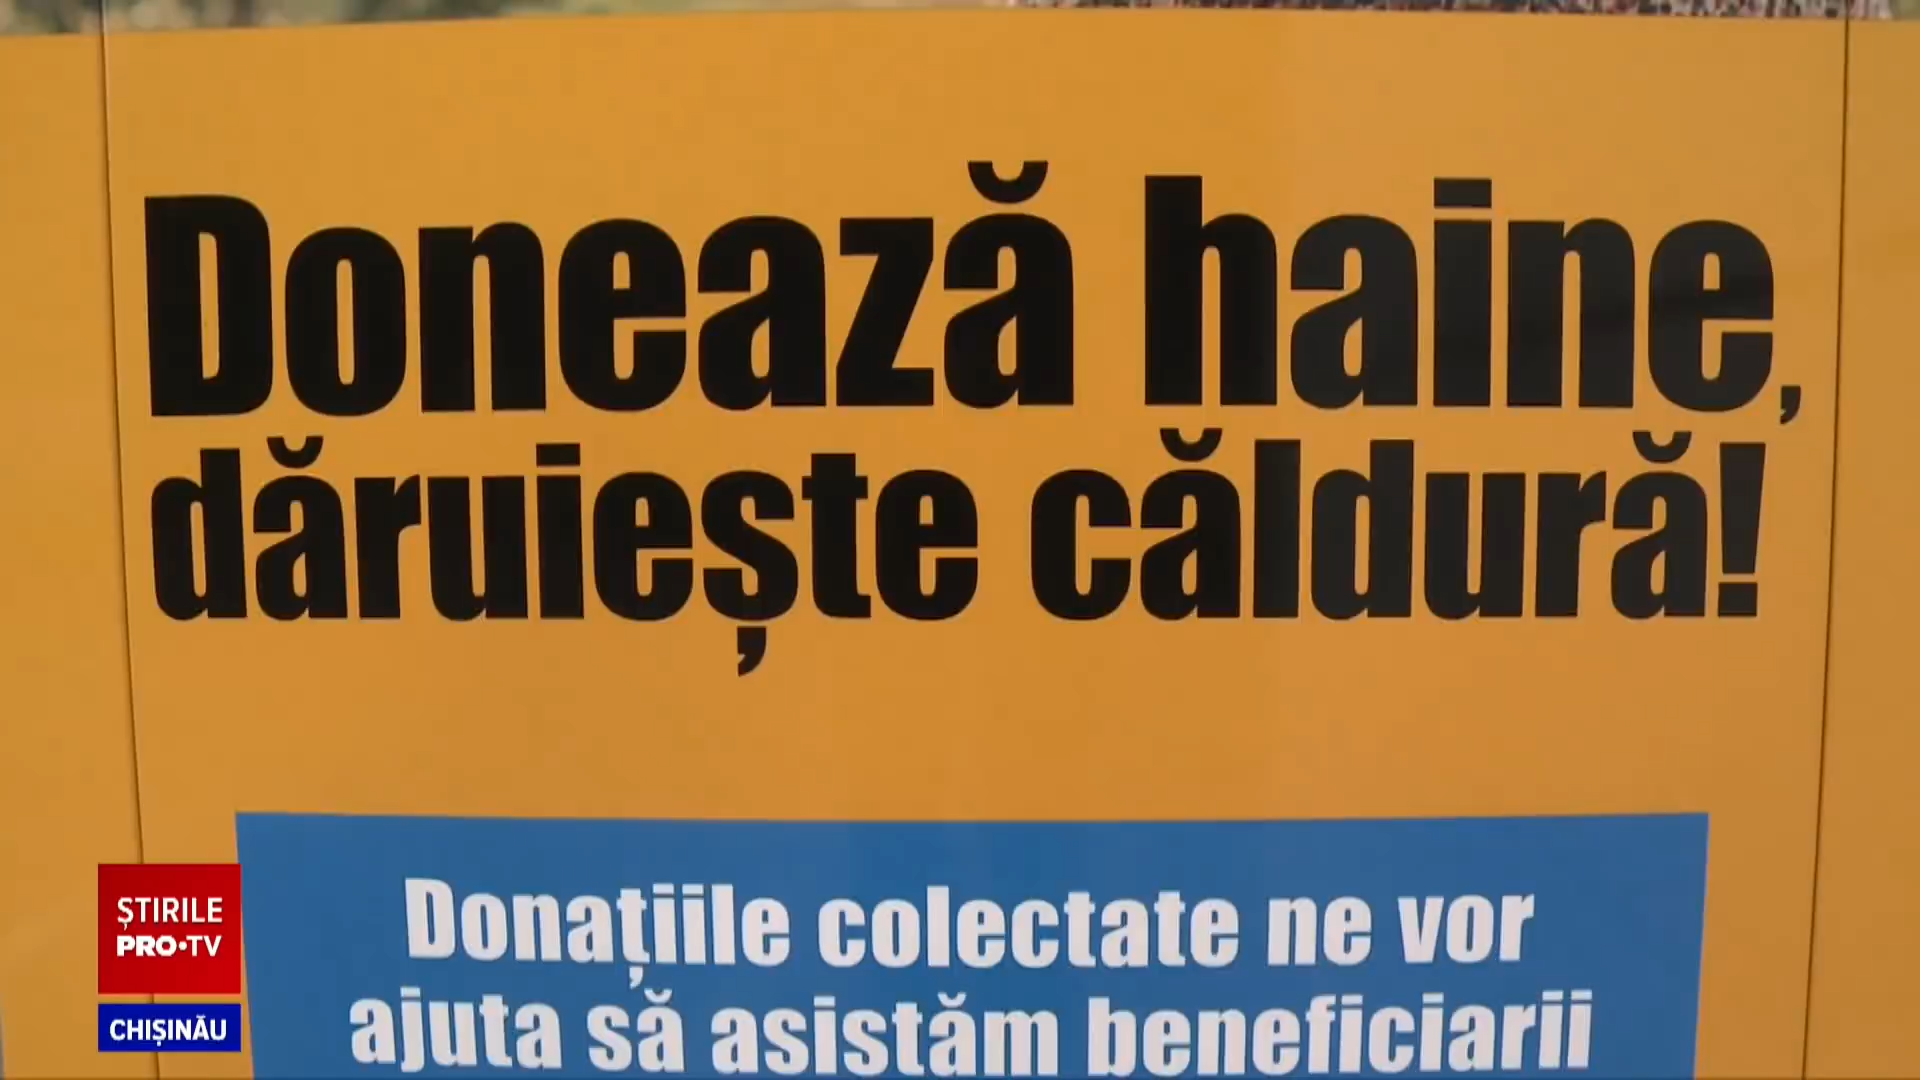 Donează haine,
dăruiește căldură!
Donațiile colectate ne vor
ajuta să asistăm beneficiarii
ȘTIRILE
PRO•TV
CHIȘINĂU